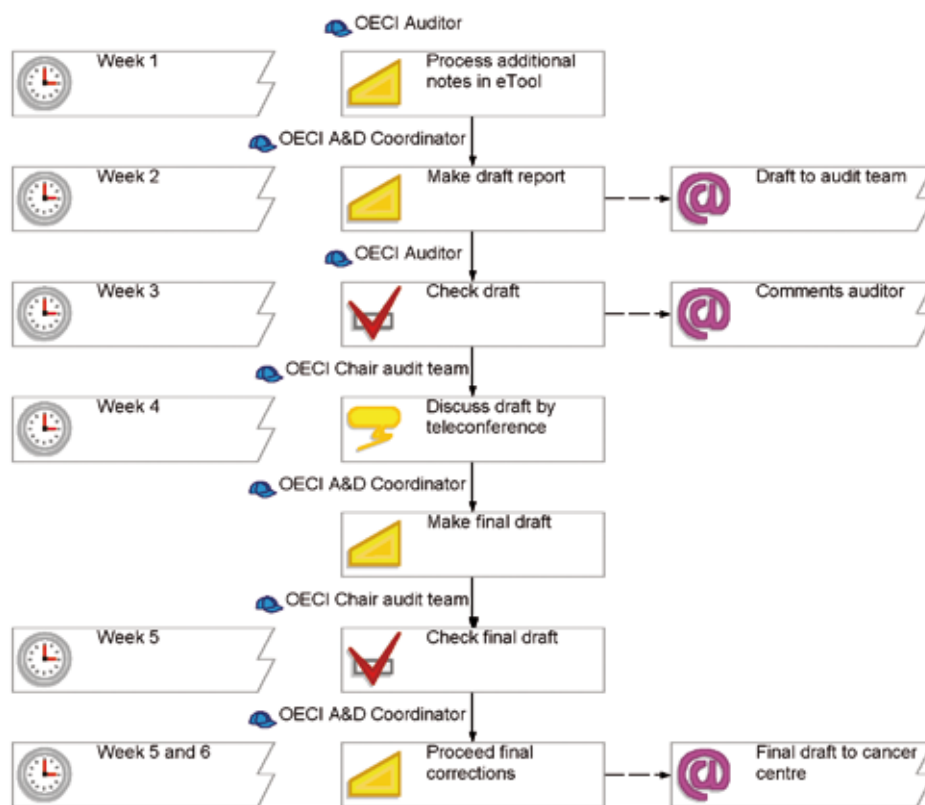 OECI Auditor
Week 1
Process additional
notes in eTool
OECI A&D Coordinator
Week 2
Make draft report
Draft to audit team
OECI Auditor
Week 3
Check draft
Comments auditor
OECI Chair audit team
Week 4
Discuss draft by
teleconference
OECI A&D Coordinator
Make final draft
OECI Chair audit team
Week 5
Check final draft
OECI A&D Coordinator
Week 5 and 6
Proceed final
corrections
Final draft to cancer
centre